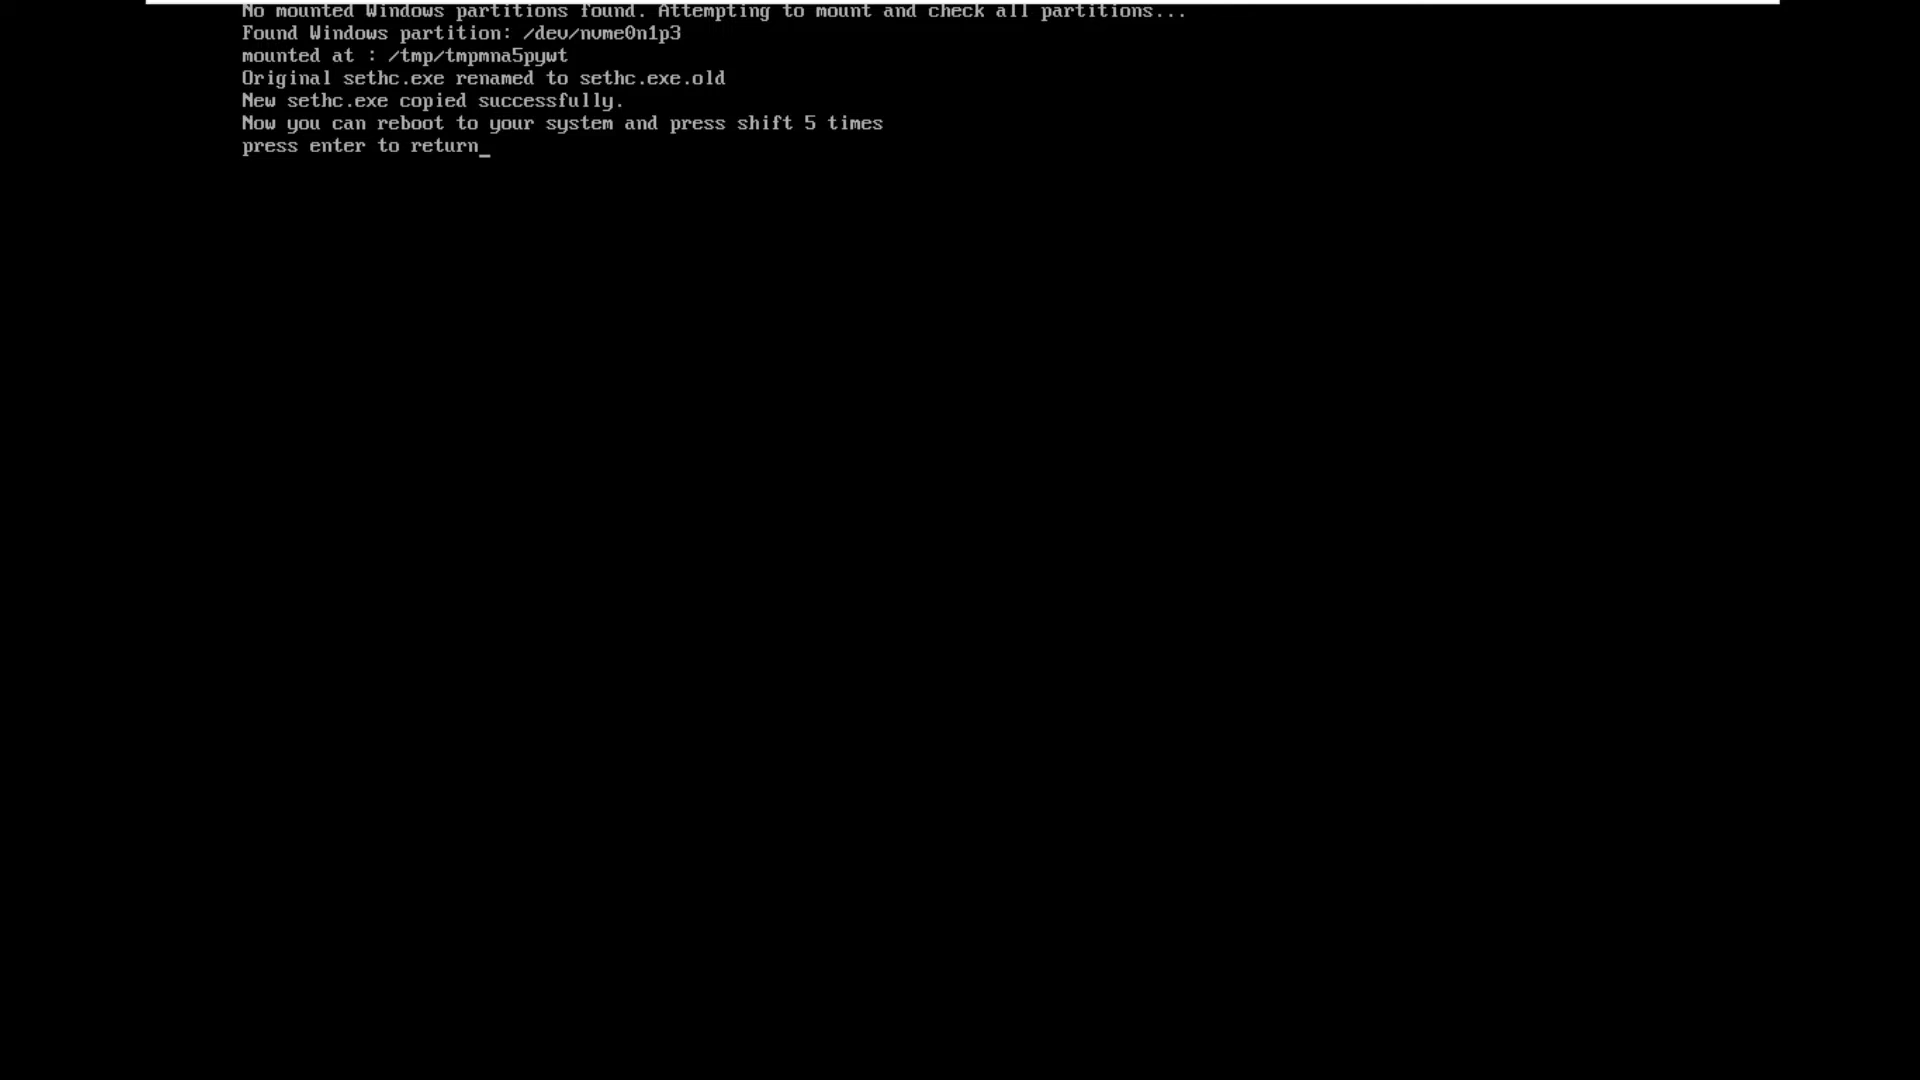 No mounted Windows partitions found. Attempting to mount and check all partitions...
Found Windows partition: /dev/nvme0n1p3
mounted at : /tmp/tmpmna5pywt
Original sethc.exe renamed to sethc.exe.old
New sethc.exe copied successfully.
Now you can reboot to your system and press shift 5 times
press enter to return_